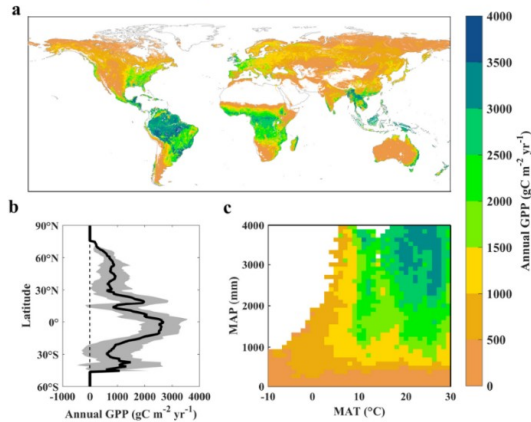 a
4000
3500
3000
2500
2000
1500
1000
500
0
Annual GPP (gC m⁻² yr⁻¹)
b
90°N
60°N
30°N
0°
30°S
60°S
Latitude
-1000 0 1000 2000 3000 4000
Annual GPP (gC m⁻² yr⁻¹)
c
4000
3000
2000
1000
0
MAP (mm)
-10 0 10 20 30
MAT (°C)